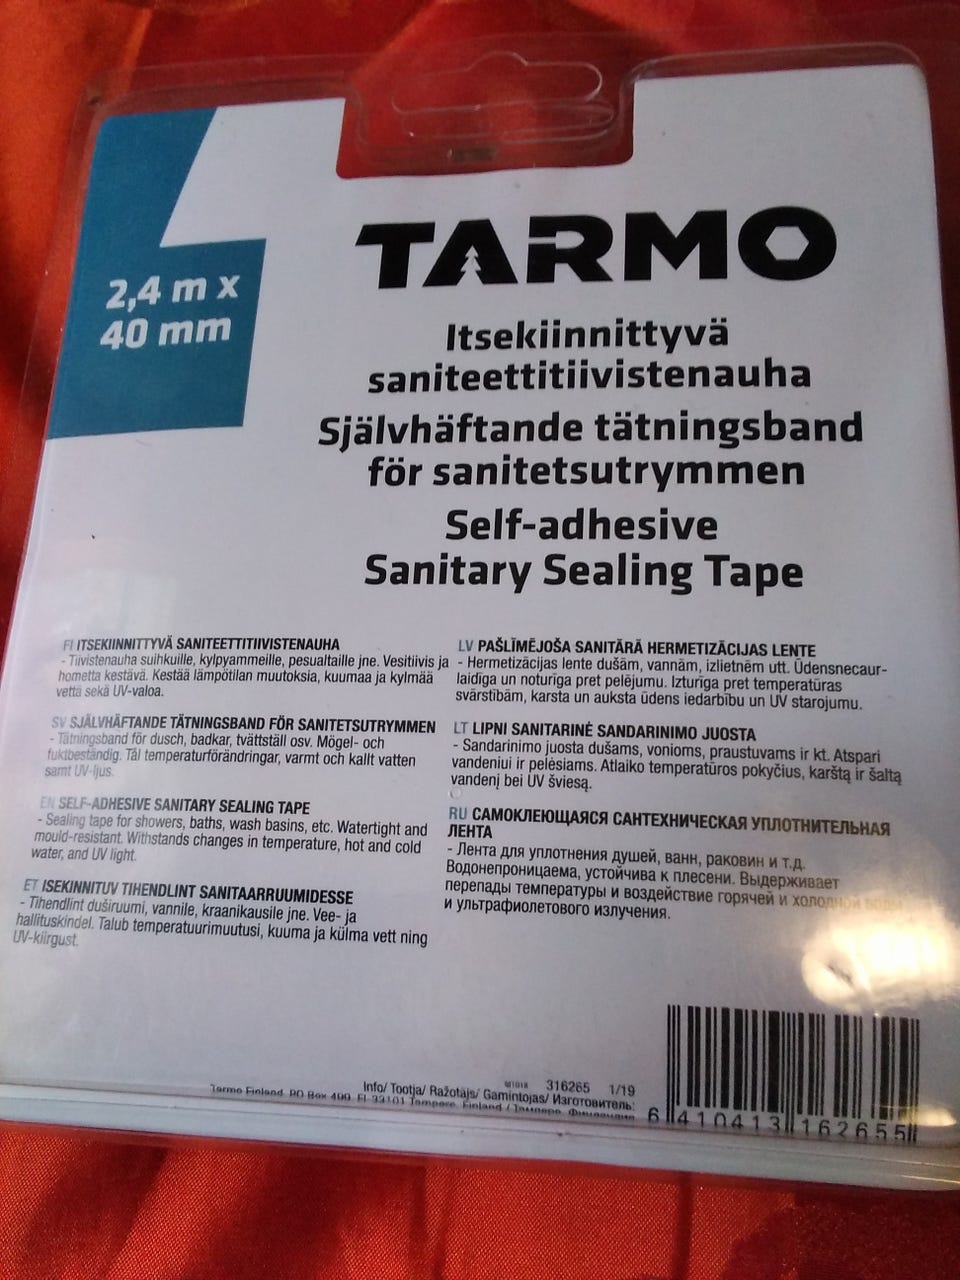 2,4 m x
40 mm
TARMO
Itsekiinnittyvä
saniteettitiivistenauha
Självhäftande tätningsband
för sanitetsutrymmen
Self-adhesive
Sanitary Sealing Tape
FI ITSEKIINNITTYVÄ SANITEETTITIIVISTENAUHA
- Tiivistenauha suihkuille, kylpyammeille, pesualtaille jne. Vesitiivis ja
hometta kestävä. Kestää lämpötilan muutoksia, kuumaa ja kylmää
vettä sekä UV-valoa.
SV SJÄLVHÄFTANDE TÄTNINGSBAND FÖR SANITETSUTRYMMEN
- Tätningsband för dusch, badkar, tvättställ osv. Mögel- och
fuktbeständig. Tål temperaturförändringar, varmt och kallt vatten
samt UV-ljus.
EN SELF-ADHESIVE SANITARY SEALING TAPE
- Sealing tape for showers, baths, wash basins, etc. Watertight and
mould-resistant. Withstands changes in temperature, hot and cold
water, and UV light.
ET ISEKINNITUV TIHENDLINT SANITAARRUUMIDESSE
- Tihendlint duširuumi, vannile, kraanikausile jne. Vee- ja
hallituskindel. Talub temperatuurimuutusi, kuuma ja külma vett ning
UV-kiirgust.
LV PAŠLĪMĒJOŠA SANITĀRĀ HERMETIZĀCIJAS LENTE
- Hermetizācijas lente dušām, vannām, izlietnēm utt. Ūdensnecaur-
laidīga un noturīga pret pelējumu. Izturīga pret temperatūras
svārstībām, karsta un auksta ūdens iedarbību un UV starojumu.
LT LIPNI SANITARINĖ SANDARINIMO JUOSTA
- Sandarinimo juosta dušams, vonioms, praustuvams ir kt. Atspari
vandeniui ir pelėsiams. Atlaiko temperatūros pokyčius, karštą ir šaltą
vandenį bei UV šviesą.
RU САМОКЛЕЮЩАЯСЯ САНТЕХНИЧЕСКАЯ УПЛОТНИТЕЛЬНАЯ
ЛЕНТА
- Лента для уплотнения душей, ванн, раковин и т.д.
Водонепроницаема, устойчива к плесени. Выдерживает
перепады температуры и воздействие горячей и холодной воды
и ультрафиолетового излучения.
316265 1/19
Info/ Tootja/ Ražotājs/ Gamintojas/ Изготовитель:
Tarmo Finland, PO Box 499, FI-33101 Tampere, Finland / Тампере, Финляндия
6 410413 162655